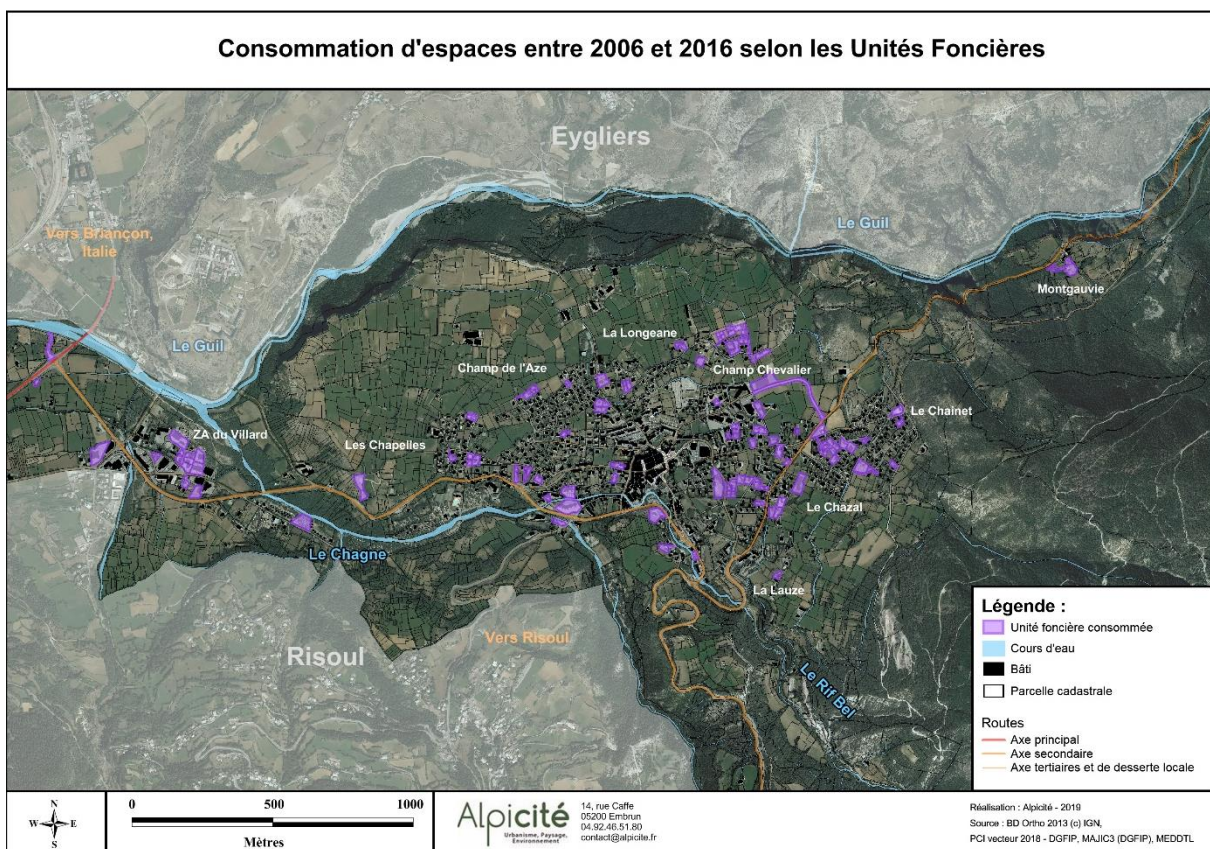 Consommation d'espaces entre 2006 et 2016 selon les Unités Foncières
Eygliers
Vers Briançon,
Italie
Le Guil
Le Guil
Montgauvie
La Longeane
Champ de l'Aze
Champ Chevalier
Le Chainet
ZA du Villard
Les Chapelles
Le Chazal
Le Chagne
La Lauze
Vers Risoul
Risoul
Le Rif Bel
Légende :
Unité foncière consommée
Cours d'eau
Bâti
Parcelle cadastrale
Routes
Axe principal
Axe secondaire
Axe tertiaires et de desserte locale
N
W E
S
0 500 1000
Mètres
Alpicité
Urbanisme, Paysage,
Environnement
14, rue Caffe
05200 Embrun
04.92.46.51.80
contact@alpicite.fr
Réalisation : Alpicité - 2019
Source : BD Ortho 2013 (c) IGN,
PCI vecteur 2018 - DGFIP, MAJIC3 (DGFIP), MEDDTL